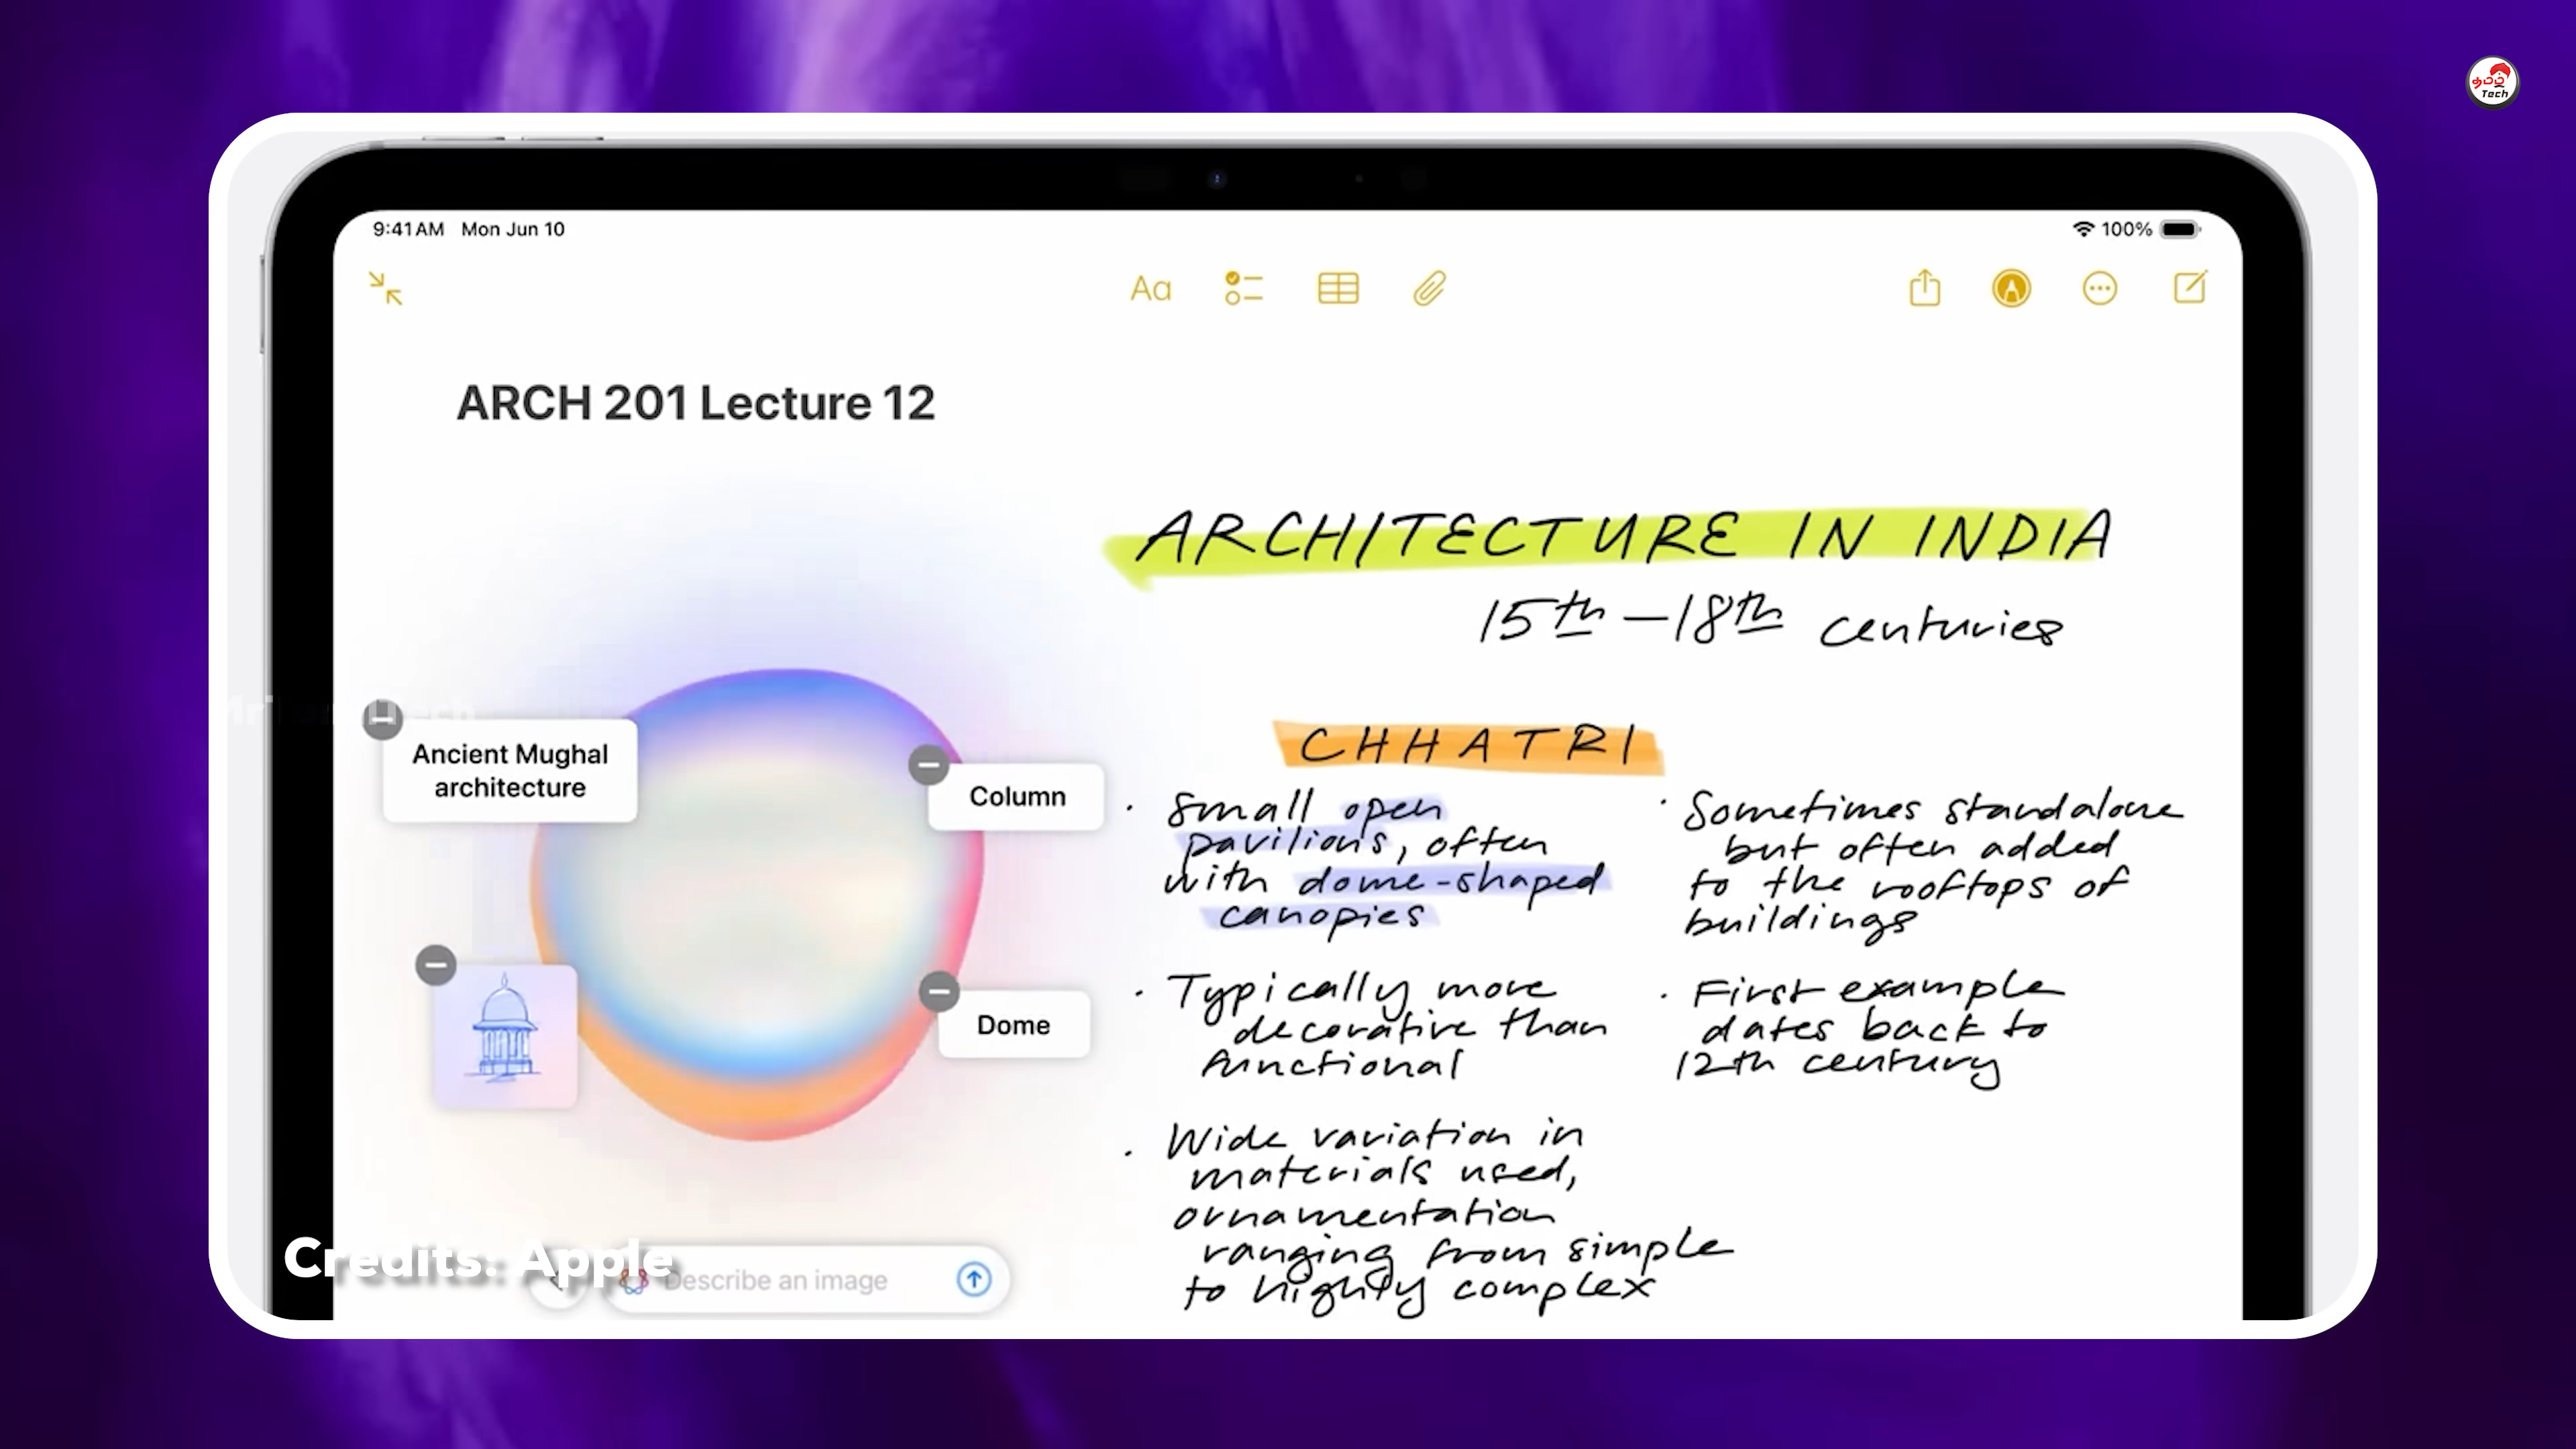 தமிழ்
Tech
9:41 AM Mon Jun 10
100%
Aa
ARCH 201 Lecture 12
ARCHITECTURE IN INDIA
15th - 18th centuries
Ancient Mughal
architecture
Column
Dome
CHHATRI
· Small open
pavilions, often
with dome-shaped
canopies
· Typically more
decorative than
functional
· Wide variation in
materials used,
ornamentation
ranging from simple
to highly complex
· Sometimes standalone
but often added
to the rooftops of
buildings
· First example
dates back to
12th century
Credits: Apple
Describe an image